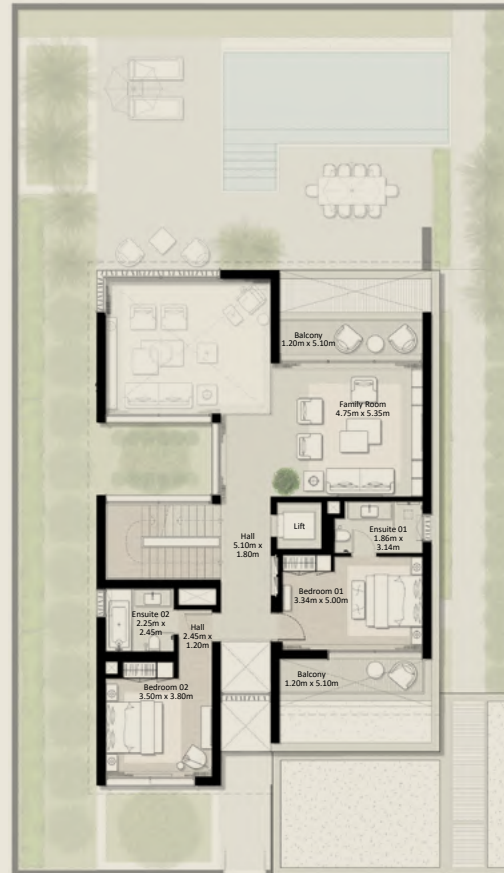 Balcony
1.20m x 5.10m
Family Room
4.75m x 5.35m
Lift
Hall
5.10m x
1.80m
Ensuite 01
1.86m x
3.14m
Bedroom 01
3.34m x 5.00m
Ensuite 02
2.25m x
2.45m
Hall
2.45m x
1.20m
Balcony
1.20m x 5.10m
Bedroom 02
3.50m x 3.80m